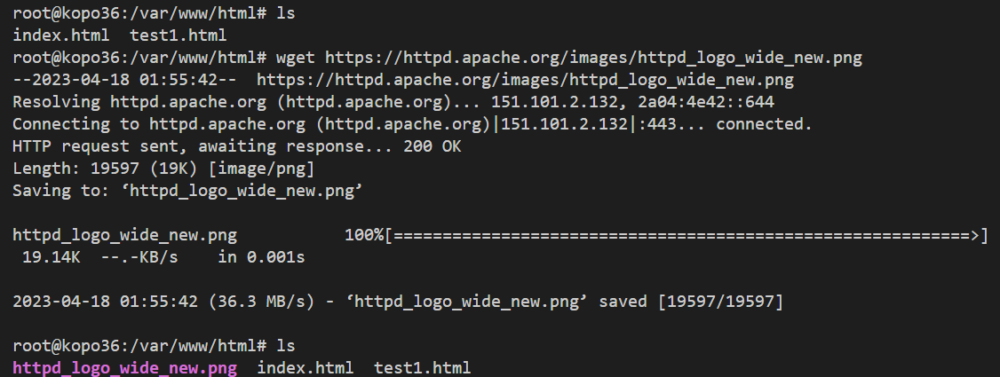 root@kopo36:/var/www/html# ls
index.html  test1.html
root@kopo36:/var/www/html# wget https://httpd.apache.org/images/httpd_logo_wide_new.png
--2023-04-18 01:55:42--  https://httpd.apache.org/images/httpd_logo_wide_new.png
Resolving httpd.apache.org (httpd.apache.org)... 151.101.2.132, 2a04:4e42::644
Connecting to httpd.apache.org (httpd.apache.org)|151.101.2.132|:443... connected.
HTTP request sent, awaiting response... 200 OK
Length: 19597 (19K) [image/png]
Saving to: ‘httpd_logo_wide_new.png’

httpd_logo_wide_new.png           100%[===========================================================>]
 19.14K  --.-KB/s    in 0.001s

2023-04-18 01:55:42 (36.3 MB/s) - ‘httpd_logo_wide_new.png’ saved [19597/19597]

root@kopo36:/var/www/html# ls
httpd_logo_wide_new.png  index.html  test1.html